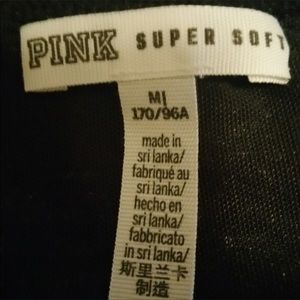 PINK SUPER SOFT
M|
170/96A
made in
sri lanka/
fabriqué au
sri lanka/
hecho en
sri lanka/
fabbricato
in sri lanka/
斯里兰卡
制造